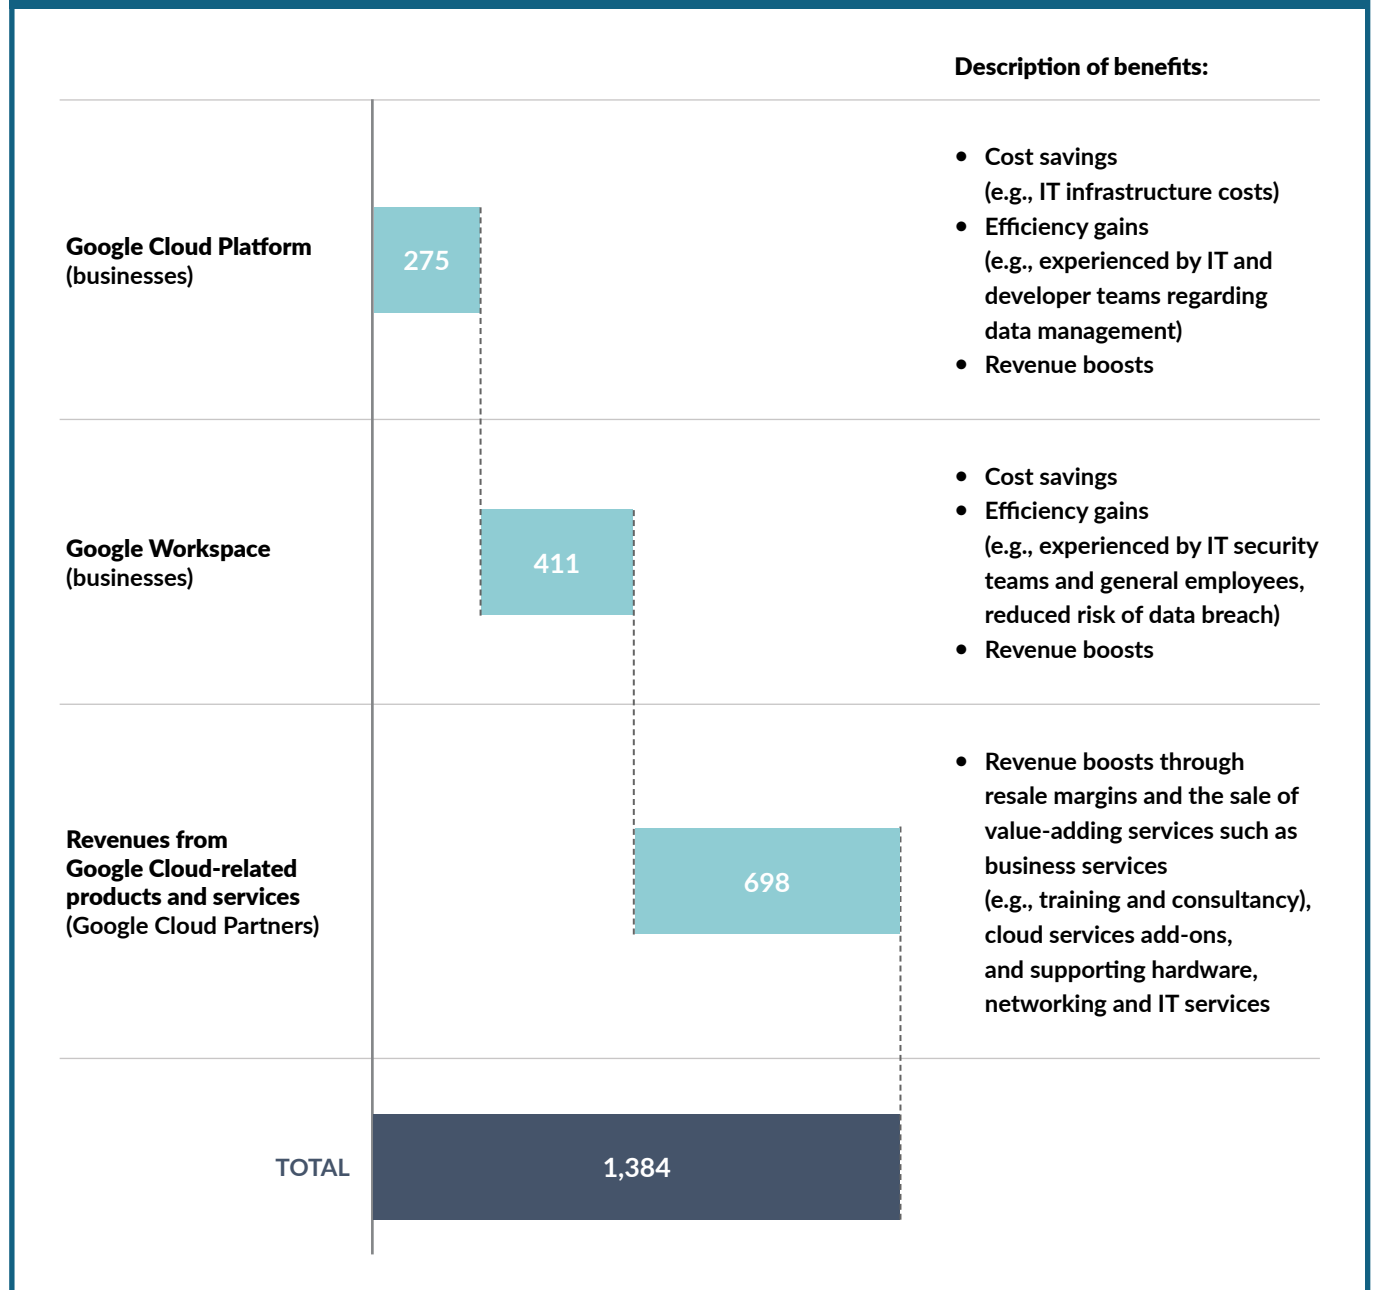 Description of benefits:
Google Cloud Platform
(businesses)
275
• Cost savings
(e.g., IT infrastructure costs)
• Efficiency gains
(e.g., experienced by IT and
developer teams regarding
data management)
• Revenue boosts
Google Workspace
(businesses)
411
• Cost savings
• Efficiency gains
(e.g., experienced by IT security
teams and general employees,
reduced risk of data breach)
• Revenue boosts
Revenues from
Google Cloud-related
products and services
(Google Cloud Partners)
698
• Revenue boosts through
resale margins and the sale of
value-adding services such as
business services
(e.g., training and consultancy),
cloud services add-ons,
and supporting hardware,
networking and IT services
TOTAL
1,384